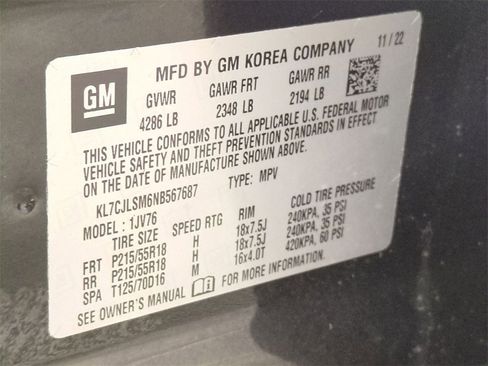 GM
MFD BY GM KOREA COMPANY 11 / 22
GVWR GAWR FRT GAWR RR
4286 LB 2348 LB 2194 LB
THIS VEHICLE CONFORMS TO ALL APPLICABLE U.S. FEDERAL MOTOR
VEHICLE SAFETY AND THEFT PREVENTION STANDARDS IN EFFECT
ON THE DATE OF MANUFACTURE SHOWN ABOVE.
KL7CJLSM6NB567687 TYPE: MPV
MODEL : 1JV76
TIRE SIZE SPEED RTG RIM COLD TIRE PRESSURE
FRT P215/55R18 H 18x7.5J 240KPA, 35 PSI
RR P215/55R18 H 18x7.5J 240KPA, 35 PSI
SPA T125/70D16 M 16x4.0T 420KPA, 60 PSI
SEE OWNER'S MANUAL FOR MORE INFORMATION.